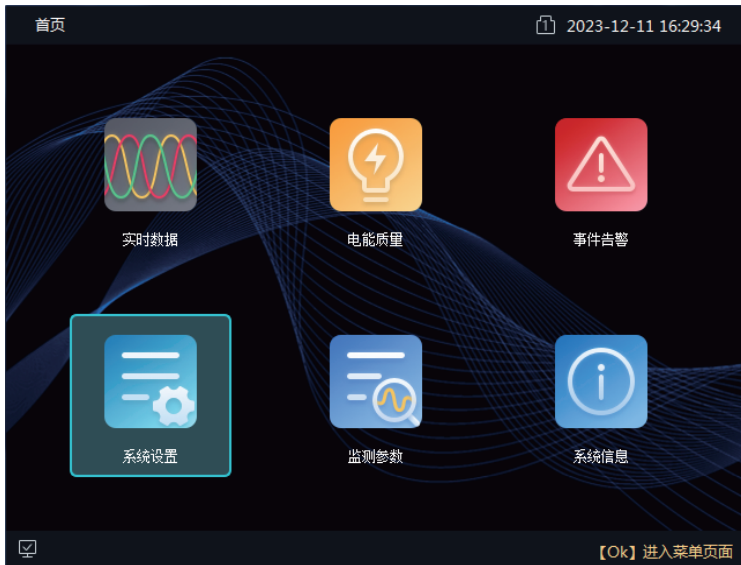 首页
1 2023-12-11 16:29:34
实时数据
电能质量
事件告警
系统设置
监测参数
系统信息
【Ok】进入菜单页面